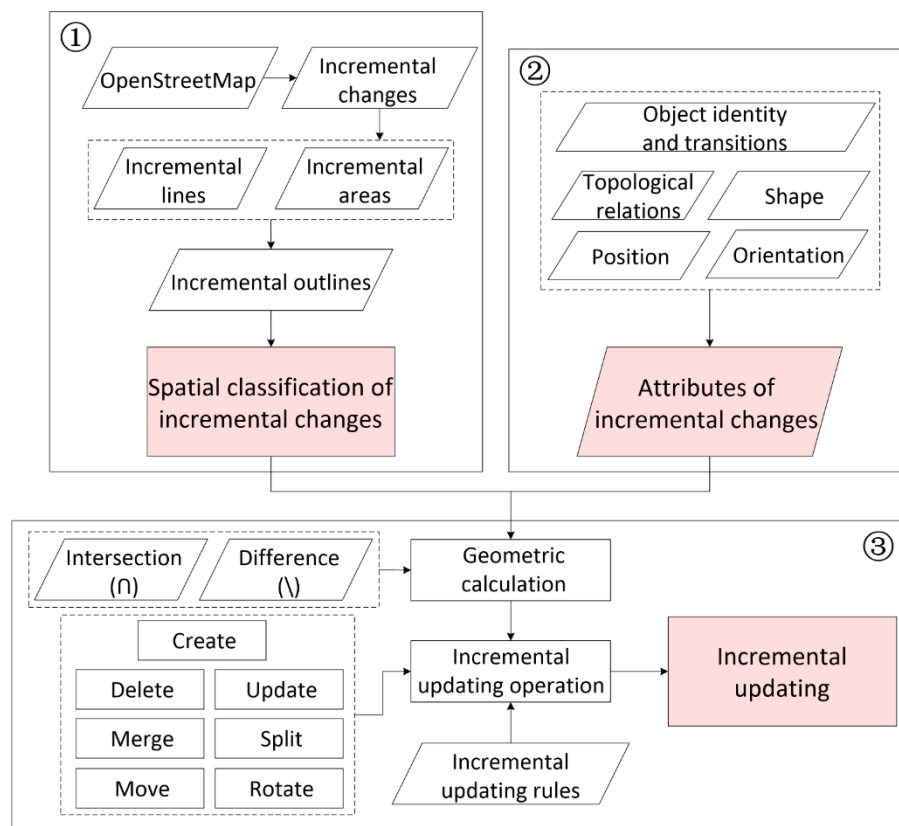 ①
OpenStreetMap
Incremental
changes
Incremental
lines
Incremental
areas
Incremental outlines
Spatial classification of
incremental changes
②
Object identity
and transitions
Topological
relations
Shape
Position
Orientation
Attributes of
incremental changes
③
Intersection
(∩)
Difference
(\)
Geometric
calculation
Create
Delete
Update
Merge
Split
Move
Rotate
Incremental
updating operation
Incremental
updating rules
Incremental
updating